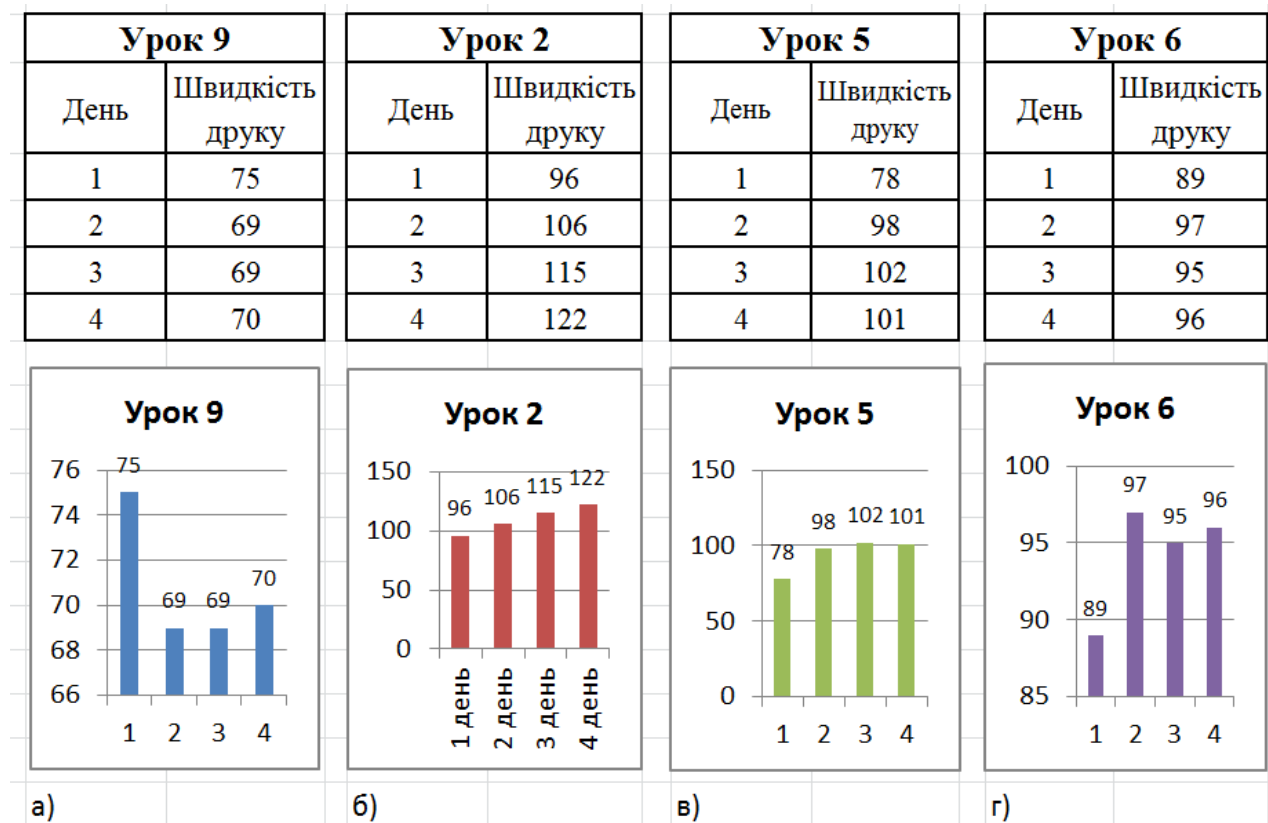 Урок 9
День Швидкість друку
1 75
2 69
3 69
4 70
Урок 2
День Швидкість друку
1 96
2 106
3 115
4 122
Урок 5
День Швидкість друку
1 78
2 98
3 102
4 101
Урок 6
День Швидкість друку
1 89
2 97
3 95
4 96
Урок 9
76
74
72
70
68
66
75
69
69
70
1 2 3 4
Урок 2
150
100
50
0
96
106
115
122
1 день
2 день
3 день
4 день
Урок 5
150
100
50
0
78
98
102
101
1 2 3 4
Урок 6
100
95
90
85
89
97
95
96
1 2 3 4
а)
б)
в)
г)